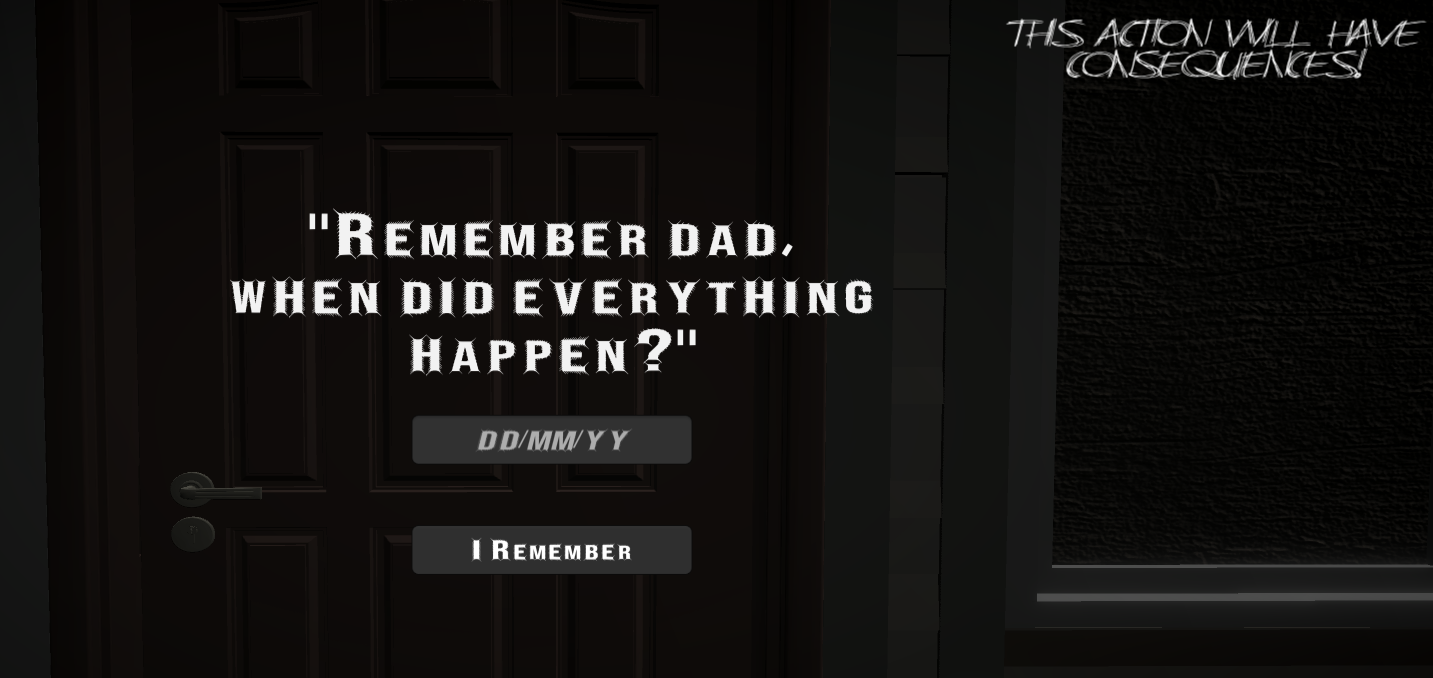 THIS ACTION WILL HAVE
CONSEQUENCES!
"REMEMBER DAD,
WHEN DID EVERYTHING
HAPPEN?"
DD/MM/YY
I REMEMBER